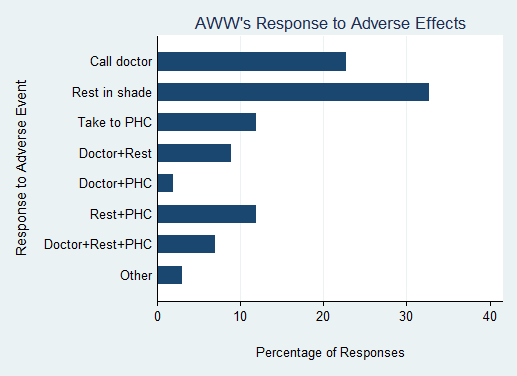 AWW's Response to Adverse Effects
Response to Adverse Event
Call doctor
Rest in shade
Take to PHC
Doctor+Rest
Doctor+PHC
Rest+PHC
Doctor+Rest+PHC
Other
0 10 20 30 40
Percentage of Responses